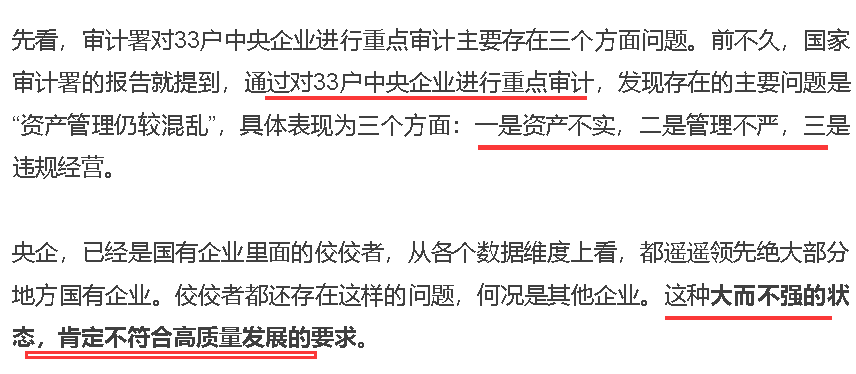 先看，审计署对33户中央企业进行重点审计主要存在三个方面问题。前不久，国家
审计署的报告就提到，通过对33户中央企业进行重点审计，发现存在的主要问题是
“资产管理仍较混乱”，具体表现为三个方面：一是资产不实，二是管理不严，三是
违规经营。
央企，已经是国有企业里面的佼佼者，从各个数据维度上看，都遥遥领先绝大部分
地方国有企业。佼佼者都还存在这样的问题，何况是其他企业。这种大而不强的状
态，肯定不符合高质量发展的要求。